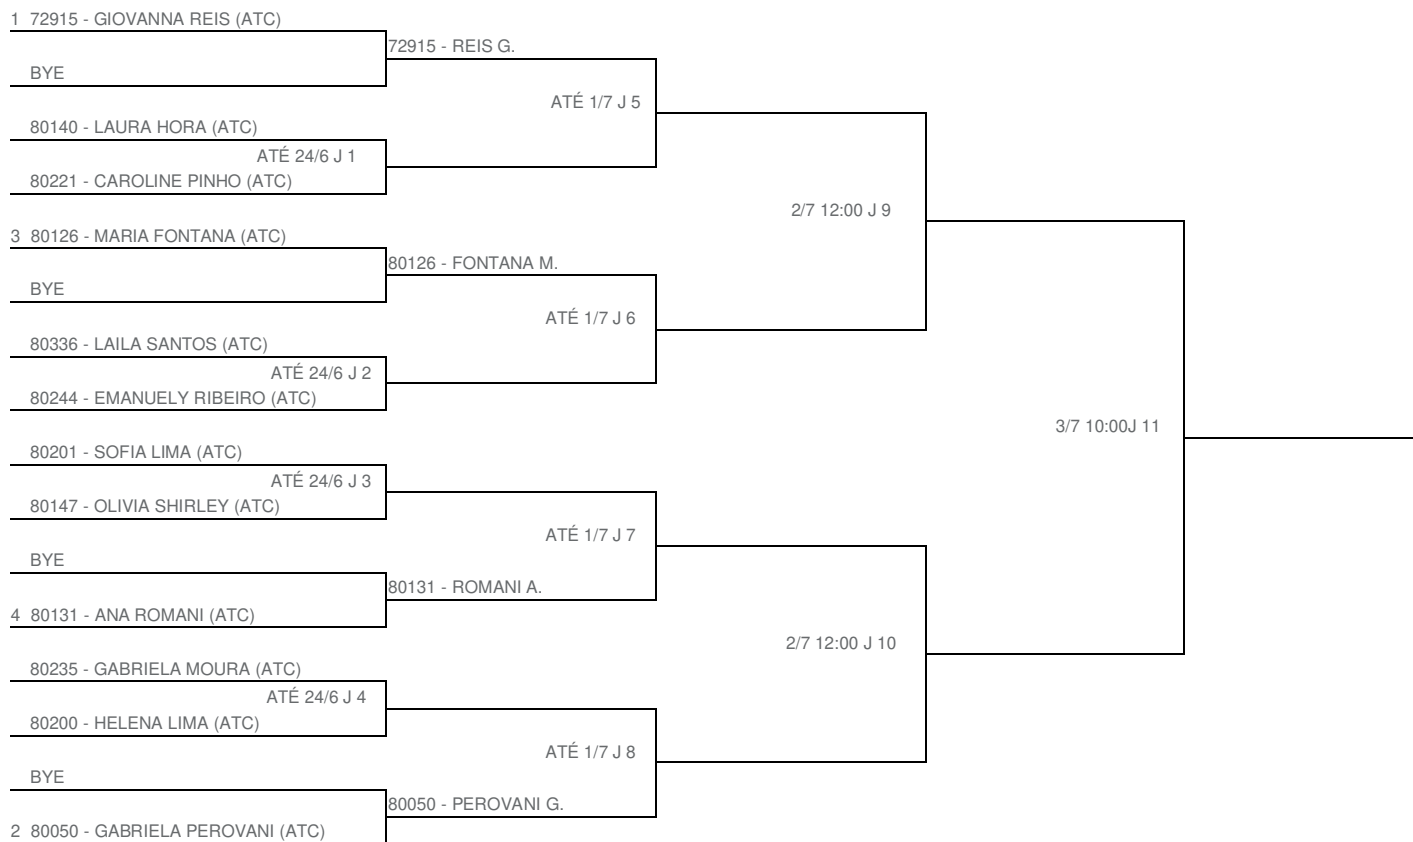 1 72915 - GIOVANNA REIS (ATC)
72915 - REIS G.
BYE
ATÉ 1/7 J 5
80140 - LAURA HORA (ATC)
ATÉ 24/6 J 1
80221 - CAROLINE PINHO (ATC)
2/7 12:00 J 9
3 80126 - MARIA FONTANA (ATC)
80126 - FONTANA M.
BYE
ATÉ 1/7 J 6
80336 - LAILA SANTOS (ATC)
ATÉ 24/6 J 2
80244 - EMANUELY RIBEIRO (ATC)
3/7 10:00J 11
80201 - SOFIA LIMA (ATC)
ATÉ 24/6 J 3
80147 - OLIVIA SHIRLEY (ATC)
ATÉ 1/7 J 7
BYE
80131 - ROMANI A.
4 80131 - ANA ROMANI (ATC)
2/7 12:00 J 10
80235 - GABRIELA MOURA (ATC)
ATÉ 24/6 J 4
80200 - HELENA LIMA (ATC)
ATÉ 1/7 J 8
BYE
80050 - PEROVANI G.
2 80050 - GABRIELA PEROVANI (ATC)